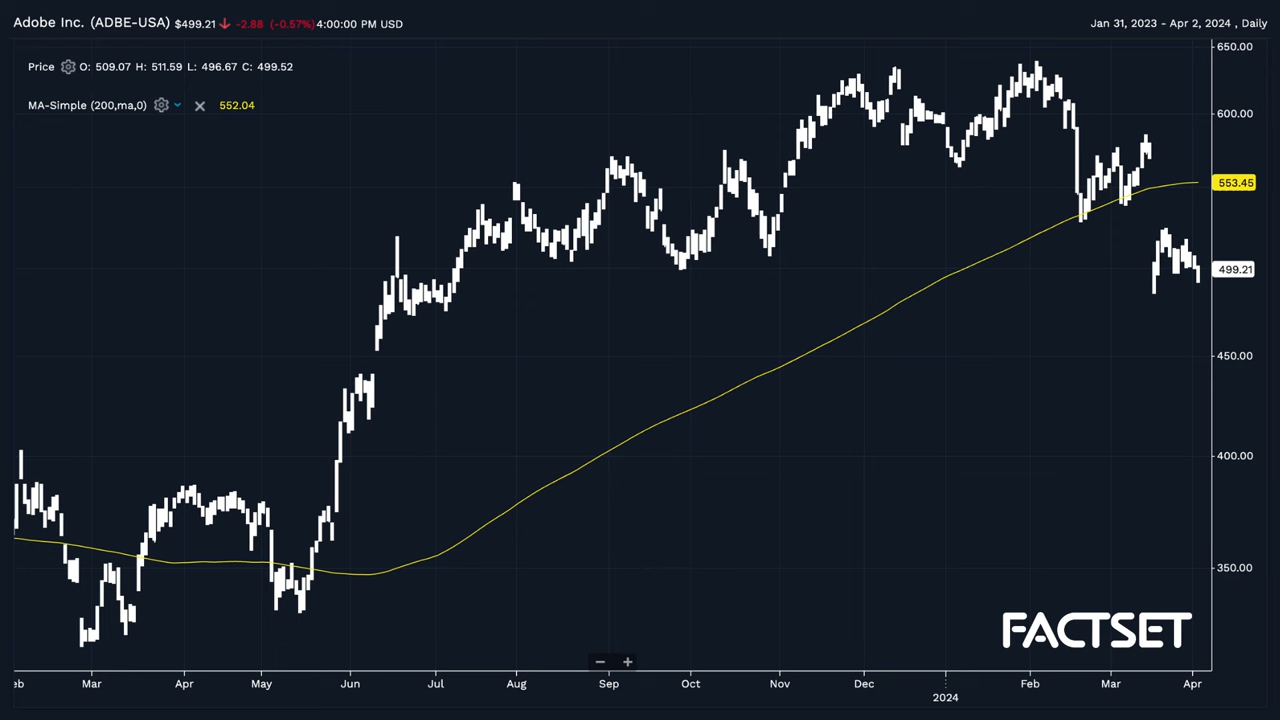 Adobe Inc. (ADBE-USA) $499.21 -2.88 (-0.57%) 4:00:00 PM USD
Jan 31, 2023 - Apr 2, 2024 , Daily
Price O: 509.07 H: 511.59 L: 496.67 C: 499.52
MA-Simple (200,ma,0) 552.04
650.00
600.00
553.45
499.21
450.00
400.00
350.00
FACTSET
eb Mar Apr May Jun Jul Aug Sep Oct Nov Dec Feb Mar Apr
2024